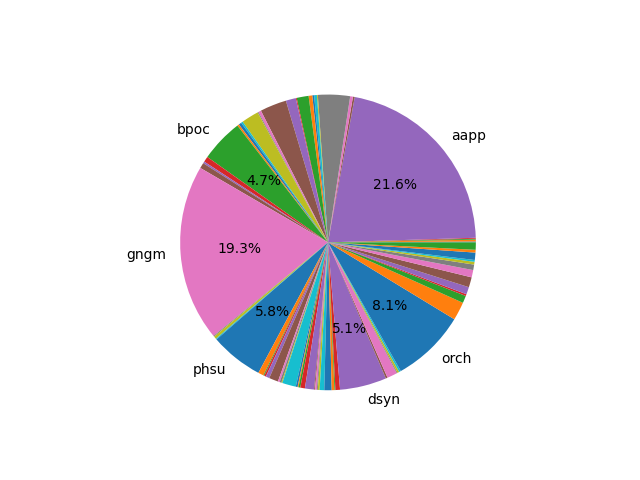 bpoc
aapp
21.6%
4.7%
19.3%
gngm
8.1%
5.8%
5.1%
orch
phsu
dsyn